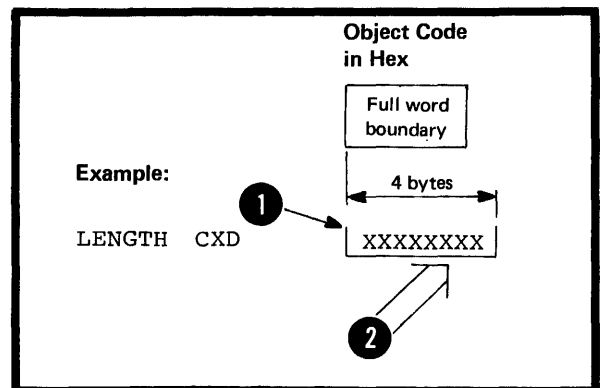 Object Code
in Hex
Full word
boundary
Example:
4 bytes
1
LENGTH CXD
XXXXXXXX
2